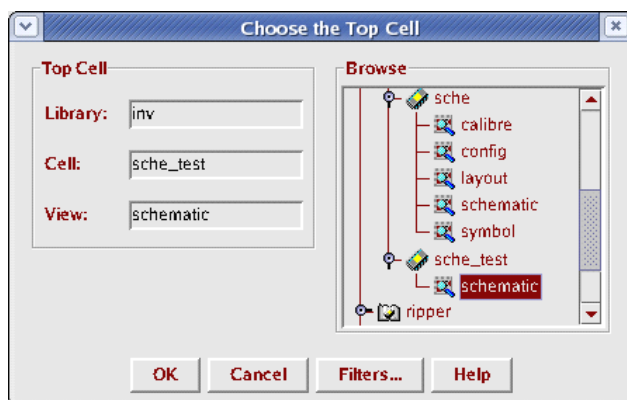 Choose the Top Cell
Top Cell
Library: inv
Cell: sche_test
View: schematic
Browse
sche
calibre
config
layout
schematic
symbol
sche_test
schematic
ripper
OK Cancel Filters... Help